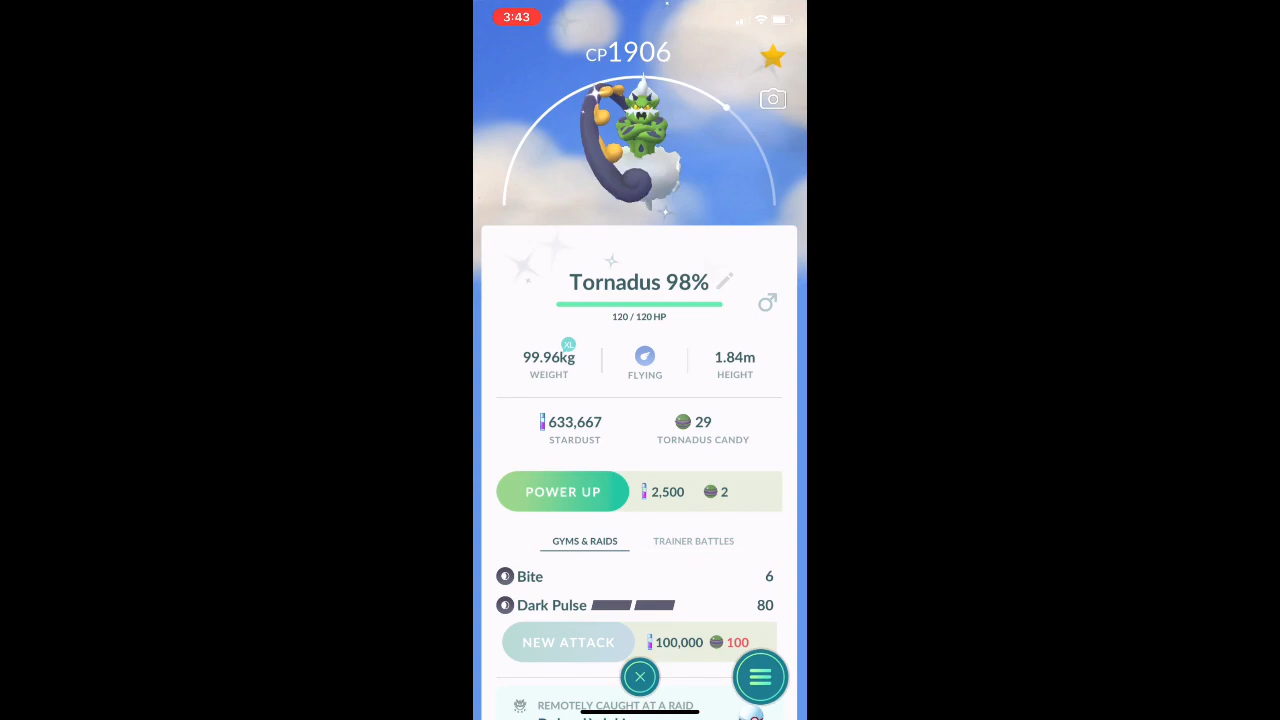 3:43
CP1906
Tornadus 98%
120 / 120 HP
XL
99.96kg
WEIGHT
FLYING
1.84m
HEIGHT
633,667
STARDUST
29
TORNADUS CANDY
POWER UP
2,500
2
GYMS & RAIDS
TRAINER BATTLES
Bite 6
Dark Pulse 80
NEW ATTACK
100,000
100
REMOTELY CAUGHT AT A RAID